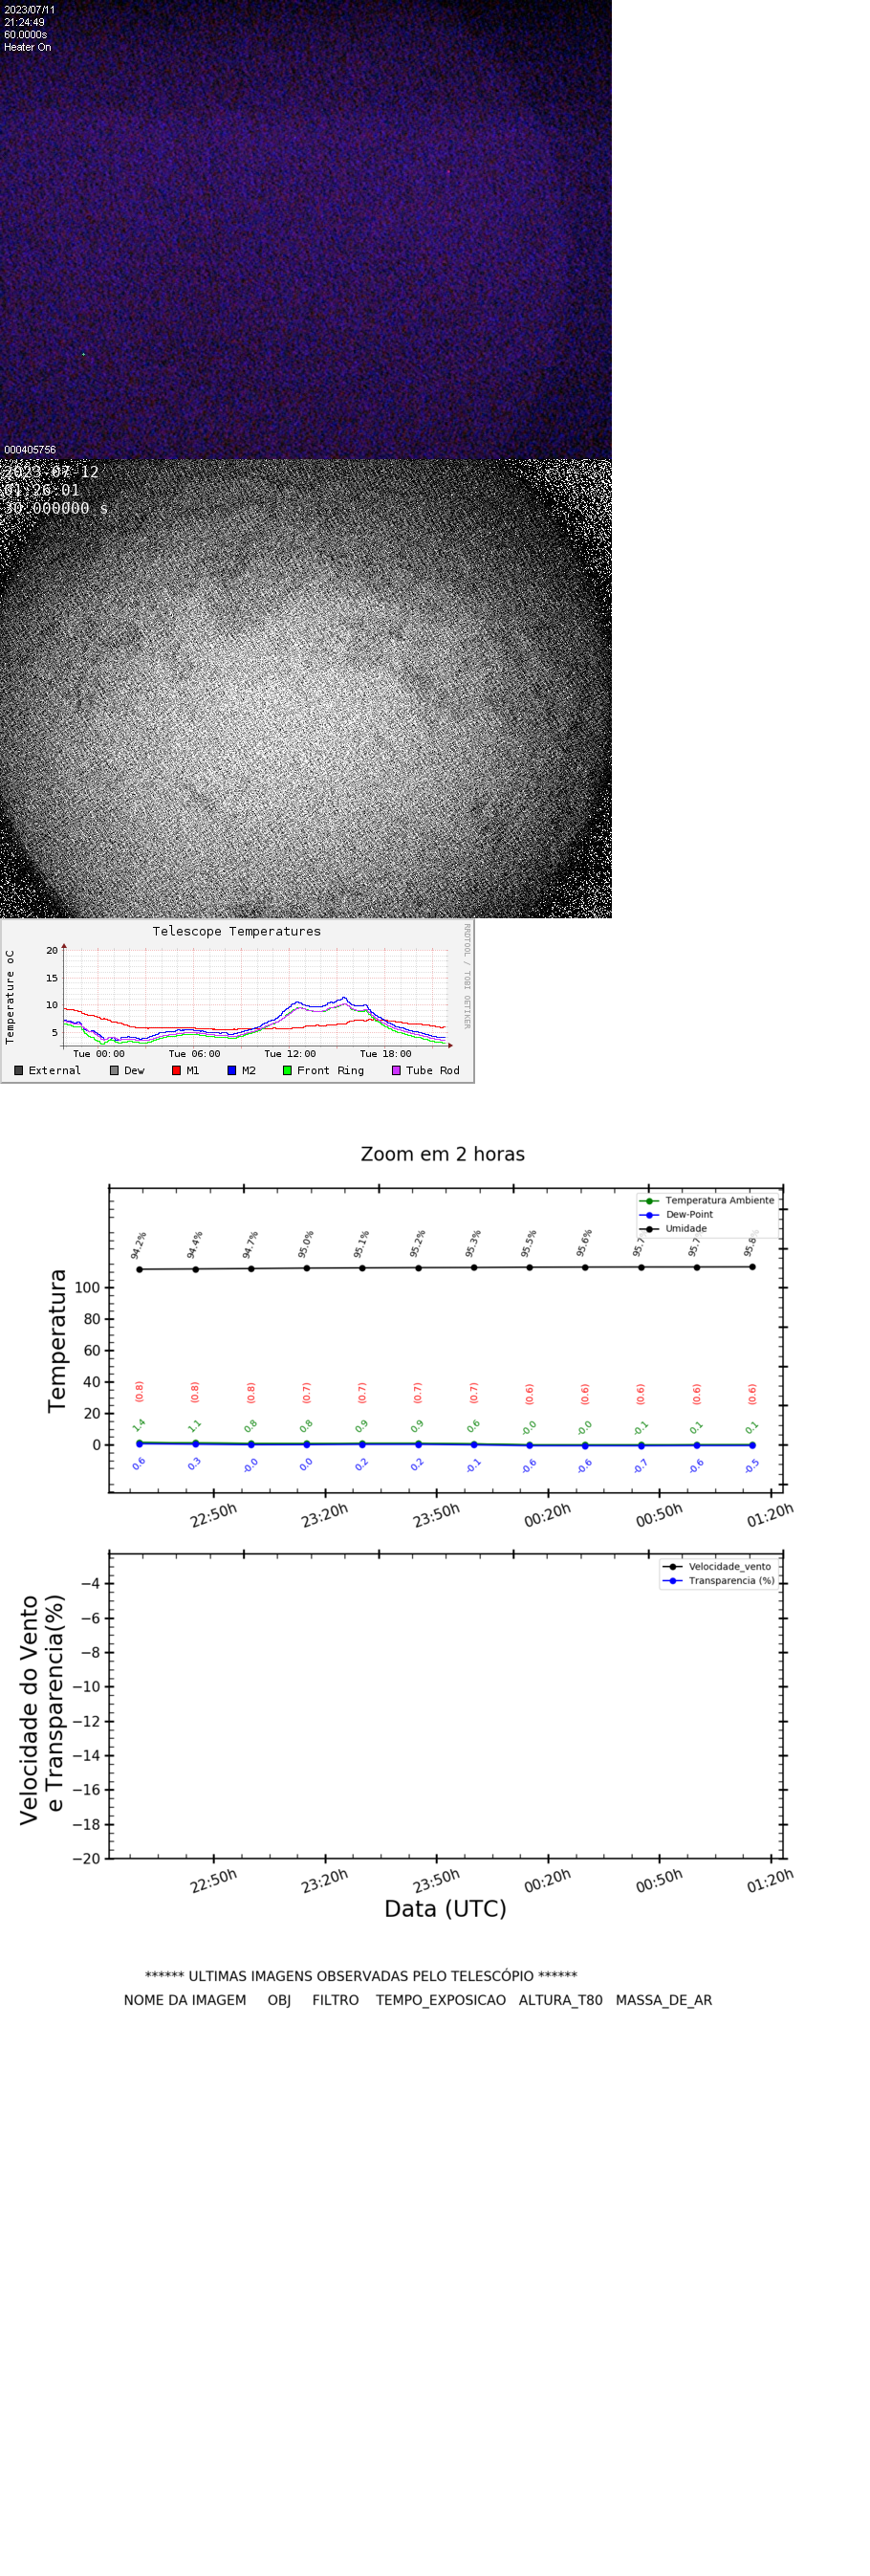 2023/07/11
21:24:49
60.0000s
Heater On
000405756
2023-07-12
01:26:01
30.000000 s
Telescope Temperatures
Temperature oC
RRDTOOL / TOBI OETIKER
20
15
10
5
Tue 00:00 Tue 06:00 Tue 12:00 Tue 18:00
External Dew M1 M2 Front Ring Tube Rod
Zoom em 2 horas
Temperatura Ambiente
Dew-Point
Umidade
94.2% 94.4% 94.7% 95.0% 95.1% 95.2% 95.3% 95.5% 95.6% 95.7 95.7 95.8%
Temperatura
100
80
60
40
20
0
(0.8) (0.8) (0.8) (0.7) (0.7) (0.7) (0.7) (0.6) (0.6) (0.6) (0.6) (0.6)
1.4 1.1 0.8 0.8 0.9 0.9 0.6 -0.0 -0.0 -0.1 0.1 0.1
0.6 0.3 -0.0 0.0 0.2 0.2 -0.1 -0.6 -0.6 -0.7 -0.6 -0.5
22:50h 23:20h 23:50h 00:20h 00:50h 01:20h
Velocidade_vento
Transparencia (%)
Velocidade do Vento
e Transparencia(%)
−4
−6
−8
−10
−12
−14
−16
−18
−20
22:50h 23:20h 23:50h 00:20h 00:50h 01:20h
Data (UTC)
****** ULTIMAS IMAGENS OBSERVADAS PELO TELESCÓPIO ******
NOME DA IMAGEM OBJ FILTRO TEMPO_EXPOSICAO ALTURA_T80 MASSA_DE_AR